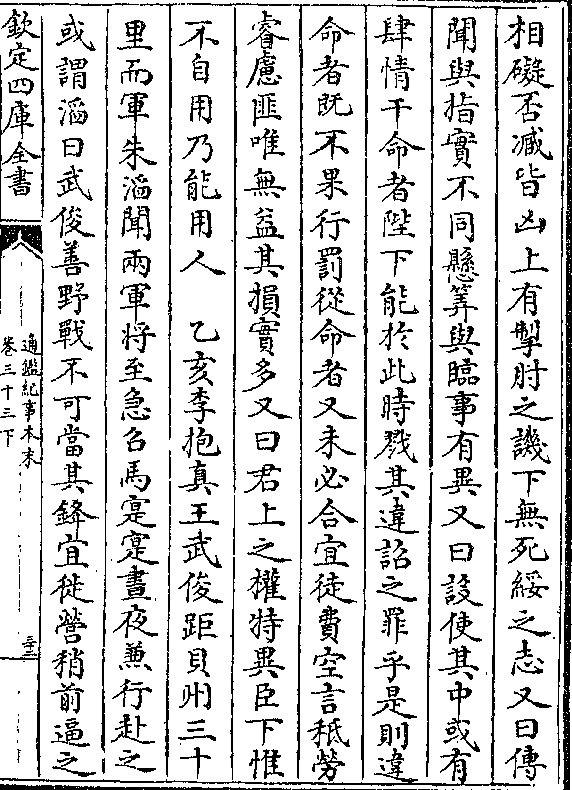 相礙否臧皆凶上有掣肘之譏下無死綏之志又曰傳
聞與指實不同懸筭與臨事有異又曰設使其中或有
肆情干命者陛下能於此時戮其違詔之罪乎是則違
命者既不果行罰從命者又未必合宜徒費空言秪勞
睿慮匪唯無益其損實多又曰君上之權特異臣下惟
不自用乃能用人　乙亥李抱真王武俊距貝州三十
里而軍朱滔聞兩軍将至急召馬寔寔晝夜兼行赴之
或謂滔曰武俊善野戰不可當其鋒宜徙營稍前逼之
欽定四庫全書
通鑑紀事本末
卷三十三下